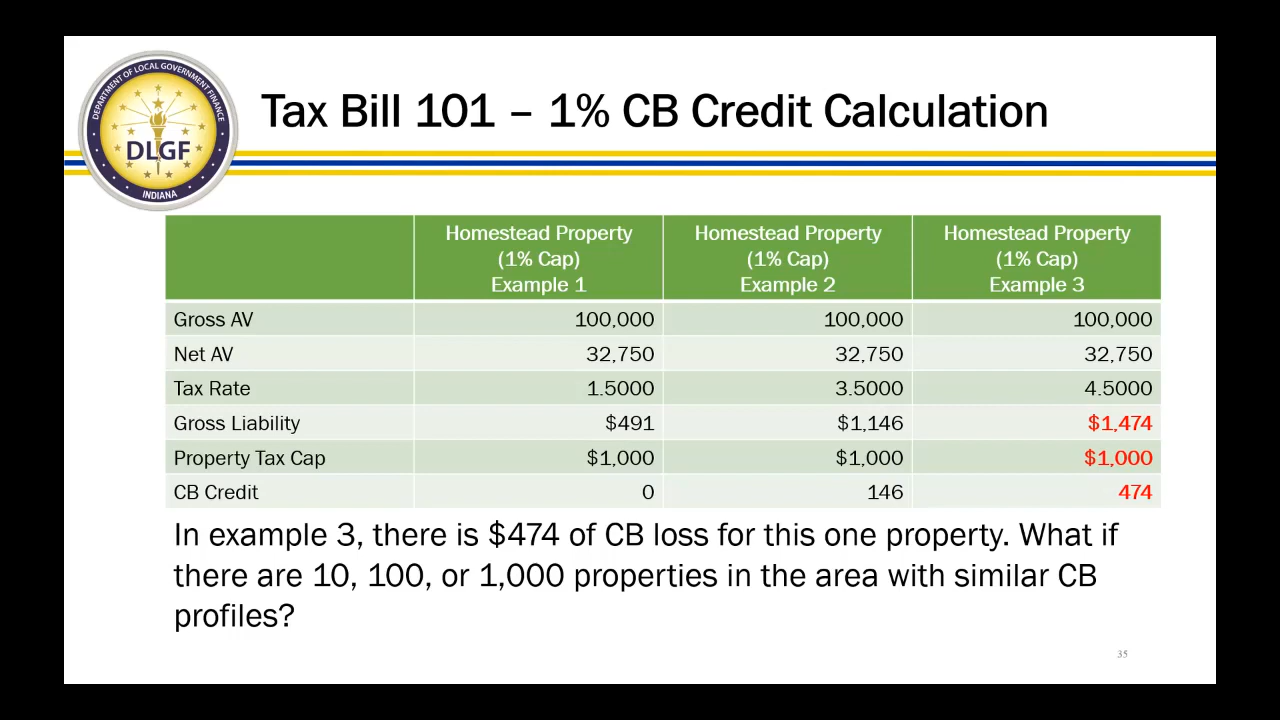 DEPARTMENT OF LOCAL GOVERNMENT FINANCE
DLGF
INDIANA
Tax Bill 101 – 1% CB Credit Calculation
Homestead Property (1% Cap) Example 1
Homestead Property (1% Cap) Example 2
Homestead Property (1% Cap) Example 3
Gross AV 100,000 100,000 100,000
Net AV 32,750 32,750 32,750
Tax Rate 1.5000 3.5000 4.5000
Gross Liability $491 $1,146 $1,474
Property Tax Cap $1,000 $1,000 $1,000
CB Credit 0 146 474
In example 3, there is $474 of CB loss for this one property. What if
there are 10, 100, or 1,000 properties in the area with similar CB
profiles?
35